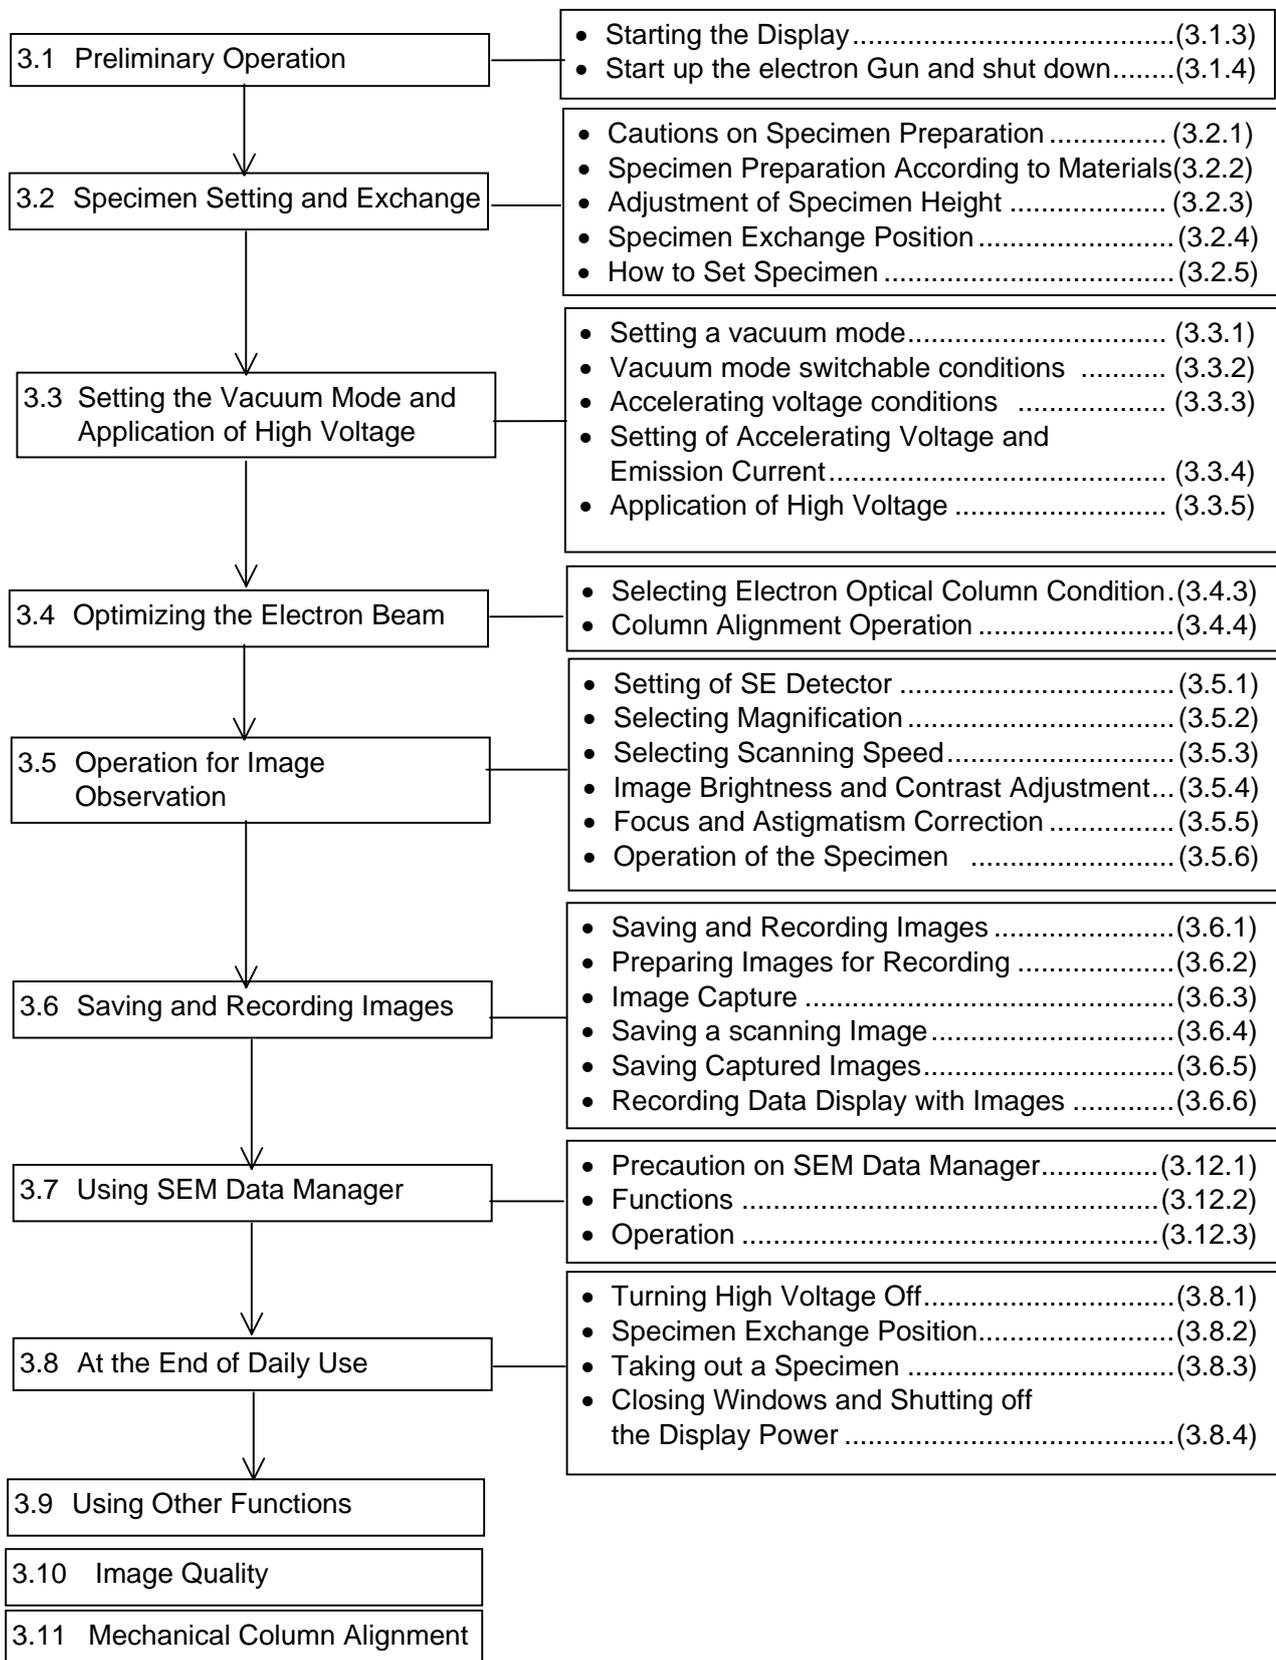 3.1 Preliminary Operation
• Starting the Display..........................................(3.1.3)
• Start up the electron Gun and shut down........(3.1.4)
3.2 Specimen Setting and Exchange
• Cautions on Specimen Preparation ............... (3.2.1)
• Specimen Preparation According to Materials(3.2.2)
• Adjustment of Specimen Height .................... (3.2.3)
• Specimen Exchange Position .........................(3.2.4)
• How to Set Specimen .....................................(3.2.5)
3.3 Setting the Vacuum Mode and
Application of High Voltage
• Setting a vacuum mode................................. (3.3.1)
• Vacuum mode switchable conditions ........... (3.3.2)
• Accelerating voltage conditions ................... (3.3.3)
• Setting of Accelerating Voltage and
Emission Current........................................... (3.3.4)
• Application of High Voltage ........................... (3.3.5)
3.4 Optimizing the Electron Beam
• Selecting Electron Optical Column Condition.(3.4.3)
• Column Alignment Operation .........................(3.4.4)
3.5 Operation for Image
Observation
• Setting of SE Detector ...................................(3.5.1)
• Selecting Magnification ..................................(3.5.2)
• Selecting Scanning Speed.............................(3.5.3)
• Image Brightness and Contrast Adjustment...(3.5.4)
• Focus and Astigmatism Correction ................(3.5.5)
• Operation of the Specimen ..........................(3.5.6)
3.6 Saving and Recording Images
• Saving and Recording Images .......................(3.6.1)
• Preparing Images for Recording ....................(3.6.2)
• Image Capture ...............................................(3.6.3)
• Saving a scanning Image...............................(3.6.4)
• Saving Captured Images................................(3.6.5)
• Recording Data Display with Images .............(3.6.6)
3.7 Using SEM Data Manager
• Precaution on SEM Data Manager...............(3.12.1)
• Functions .....................................................(3.12.2)
• Operation .....................................................(3.12.3)
3.8 At the End of Daily Use
• Turning High Voltage Off................................(3.8.1)
• Specimen Exchange Position.........................(3.8.2)
• Taking out a Specimen ...................................(3.8.3)
• Closing Windows and Shutting off
the Display Power ..........................................(3.8.4)
3.9 Using Other Functions
3.10 Image Quality
3.11 Mechanical Column Alignment